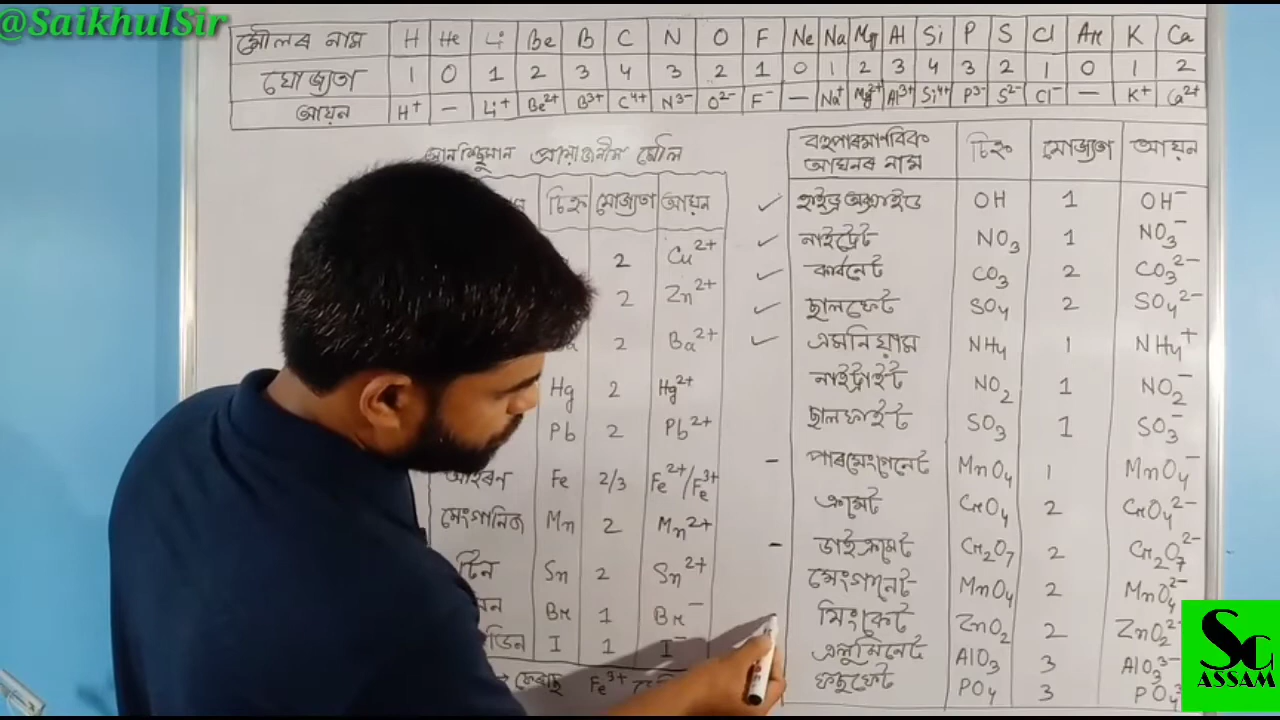 @SaikhulSir
মৌলৰ নাম H He Li Be B C N O F Ne Na Mg Al Si P S Cl Ar K Ca
যোজ্যতা 1 0 1 2 3 4 3 2 1 0 1 2 3 4 3 2 1 0 1 2
আয়ন H⁺ — Li⁺ Be²⁺ B³⁺ C⁴⁺ N³⁻ O²⁻ F⁻ — Na⁺ Mg²⁺ Al³⁺ Si⁴⁺ P³⁻ S²⁻ Cl⁻ — K⁺ Ca²⁺
প্ৰয়োজনীয় মৌল
চিহ্ন যোজ্যতা আয়ন
2 Cu²⁺
2 Zn²⁺
2 Ba²⁺
Hg 2 Hg²⁺
Pb 2 Pb²⁺
আইৰণ Fe 2/3 Fe²⁺/Fe³⁺
মেংগানিজ Mn 2 Mn²⁺
টিন Sn 2 Sn²⁺
Br 1 Br⁻
I 1 I⁻
Fe³⁺
বহুপাৰমাণৱিক আয়নৰ নাম চিহ্ন যোজ্যতা আয়ন
হাইড্ৰঅক্সাইড OH 1 OH⁻
নাইট্ৰেট NO₃ 1 NO₃⁻
কাৰ্বনেট CO₃ 2 CO₃²⁻
ছালফেট SO₄ 2 SO₄²⁻
এমনিয়াম NH₄ 1 NH₄⁺
নাইট্ৰাইট NO₂ 1 NO₂⁻
ছালফাইট SO₃ 1 SO₃⁻
পাৰমেংগেনেট MnO₄ 1 MnO₄⁻
ক্ৰমেট CrO₄ 2 CrO₄²⁻
ডাইক্ৰমেট Cr₂O₇ 2 Cr₂O₇²⁻
মেংগানেট MnO₄ 2 MnO₄²⁻
জিংকেট ZnO₂ 2 ZnO₂²⁻
এলুমিনেট AlO₃ 3 AlO₃³⁻
ফছফেট PO₄ 3 PO₄³
SG
ASSAM